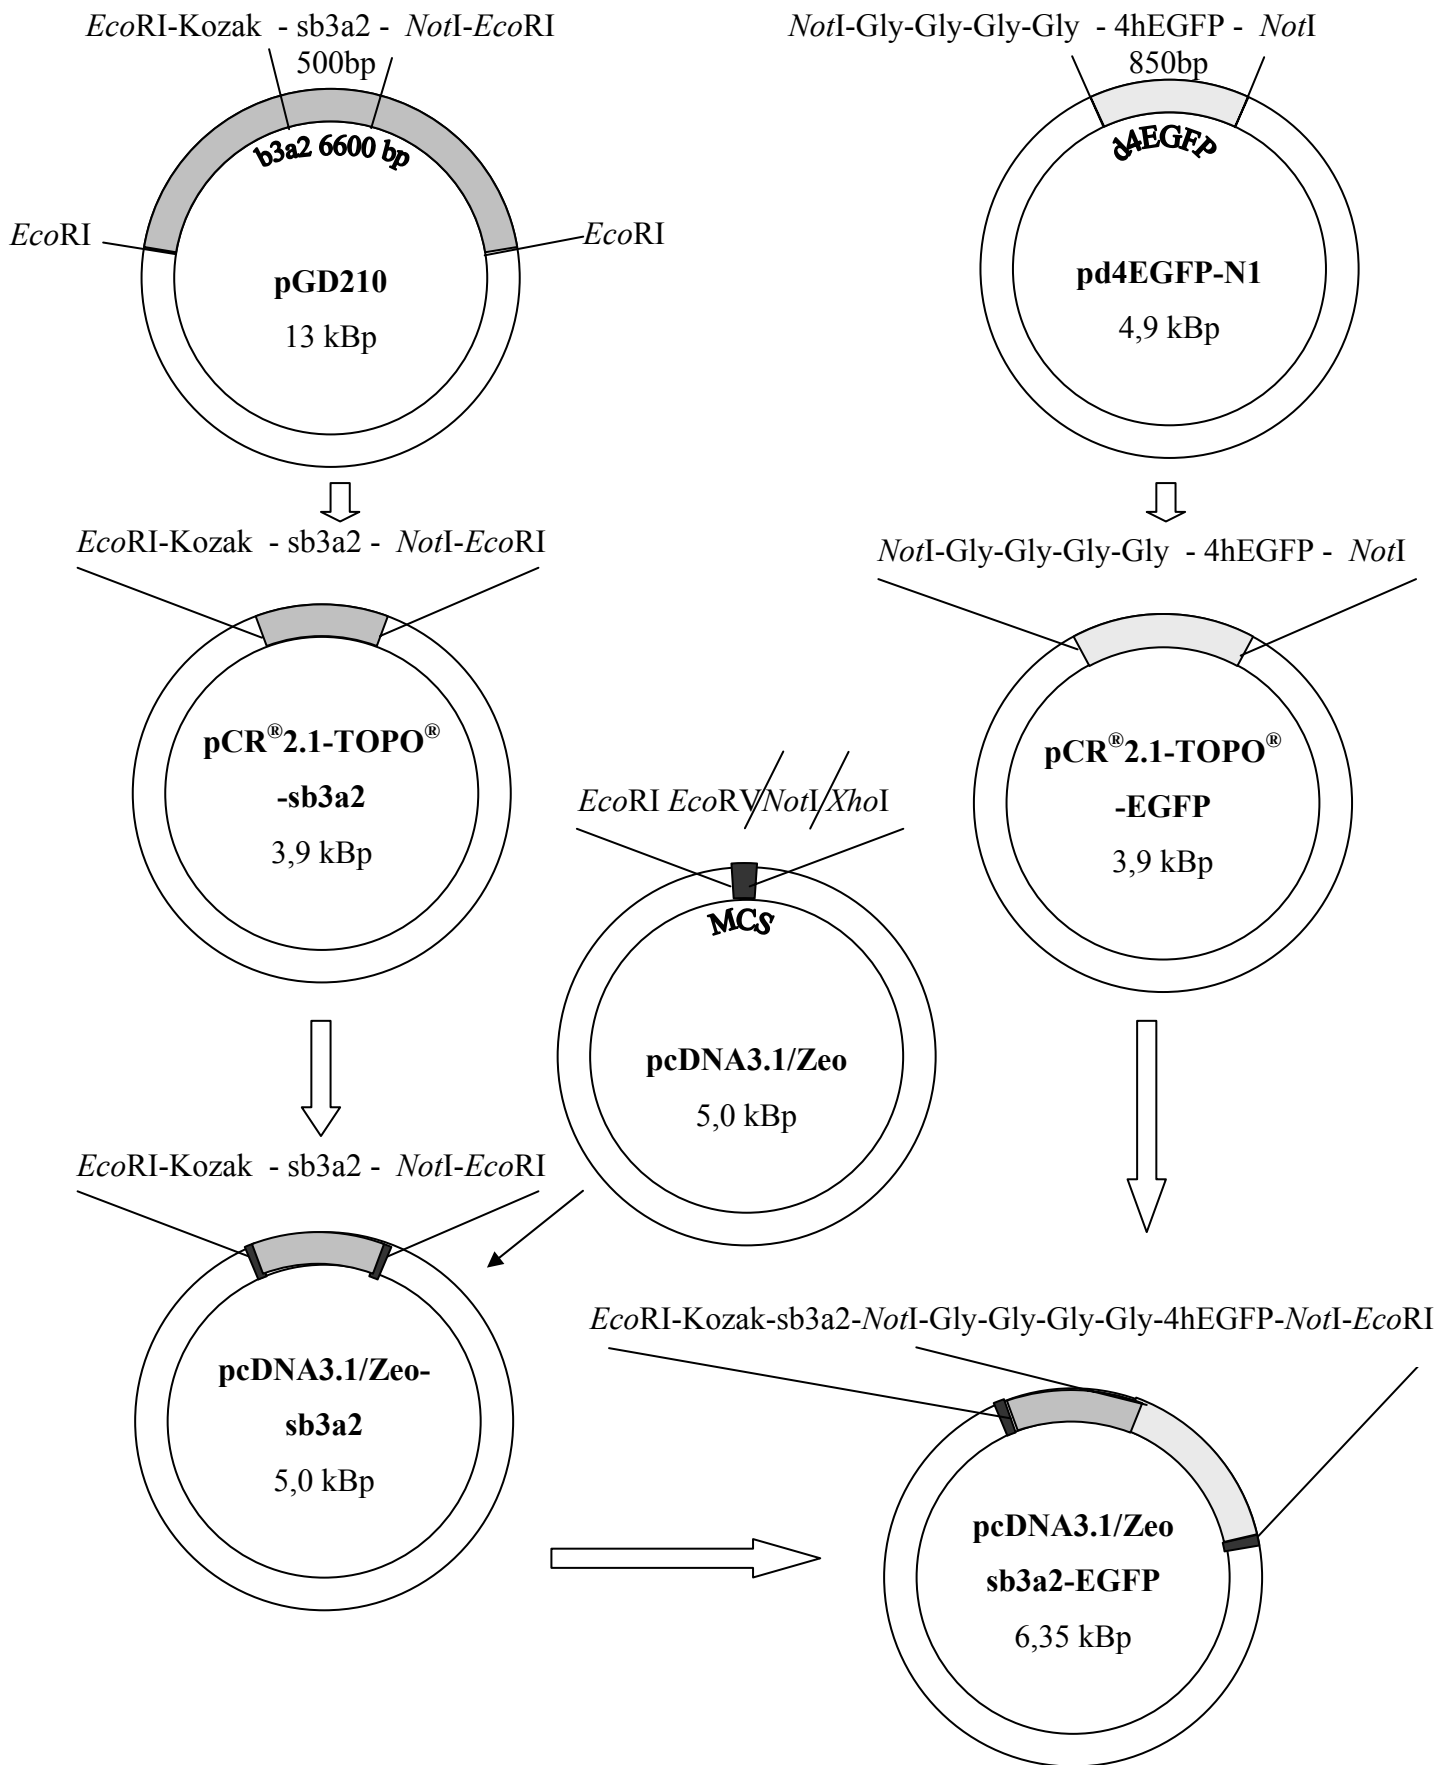 EcoRI-Kozak - sb3a2 - NotI-EcoRI
500bp
b3a2 6600 bp
EcoRI
EcoRI
pGD210
13 kBp
NotI-Gly-Gly-Gly-Gly - 4hEGFP - NotI
850bp
d4EGFP
pd4EGFP-N1
4,9 kBp
EcoRI-Kozak - sb3a2 - NotI-EcoRI
pCR®2.1-TOPO®
-sb3a2
3,9 kBp
NotI-Gly-Gly-Gly-Gly - 4hEGFP - NotI
pCR®2.1-TOPO®
-EGFP
3,9 kBp
EcoRI EcoRV NotI XhoI
MCS
pcDNA3.1/Zeo
5,0 kBp
EcoRI-Kozak - sb3a2 - NotI-EcoRI
pcDNA3.1/Zeo-
sb3a2
5,0 kBp
EcoRI-Kozak-sb3a2-NotI-Gly-Gly-Gly-Gly-4hEGFP-NotI-EcoRI
pcDNA3.1/Zeo
sb3a2-EGFP
6,35 kBp